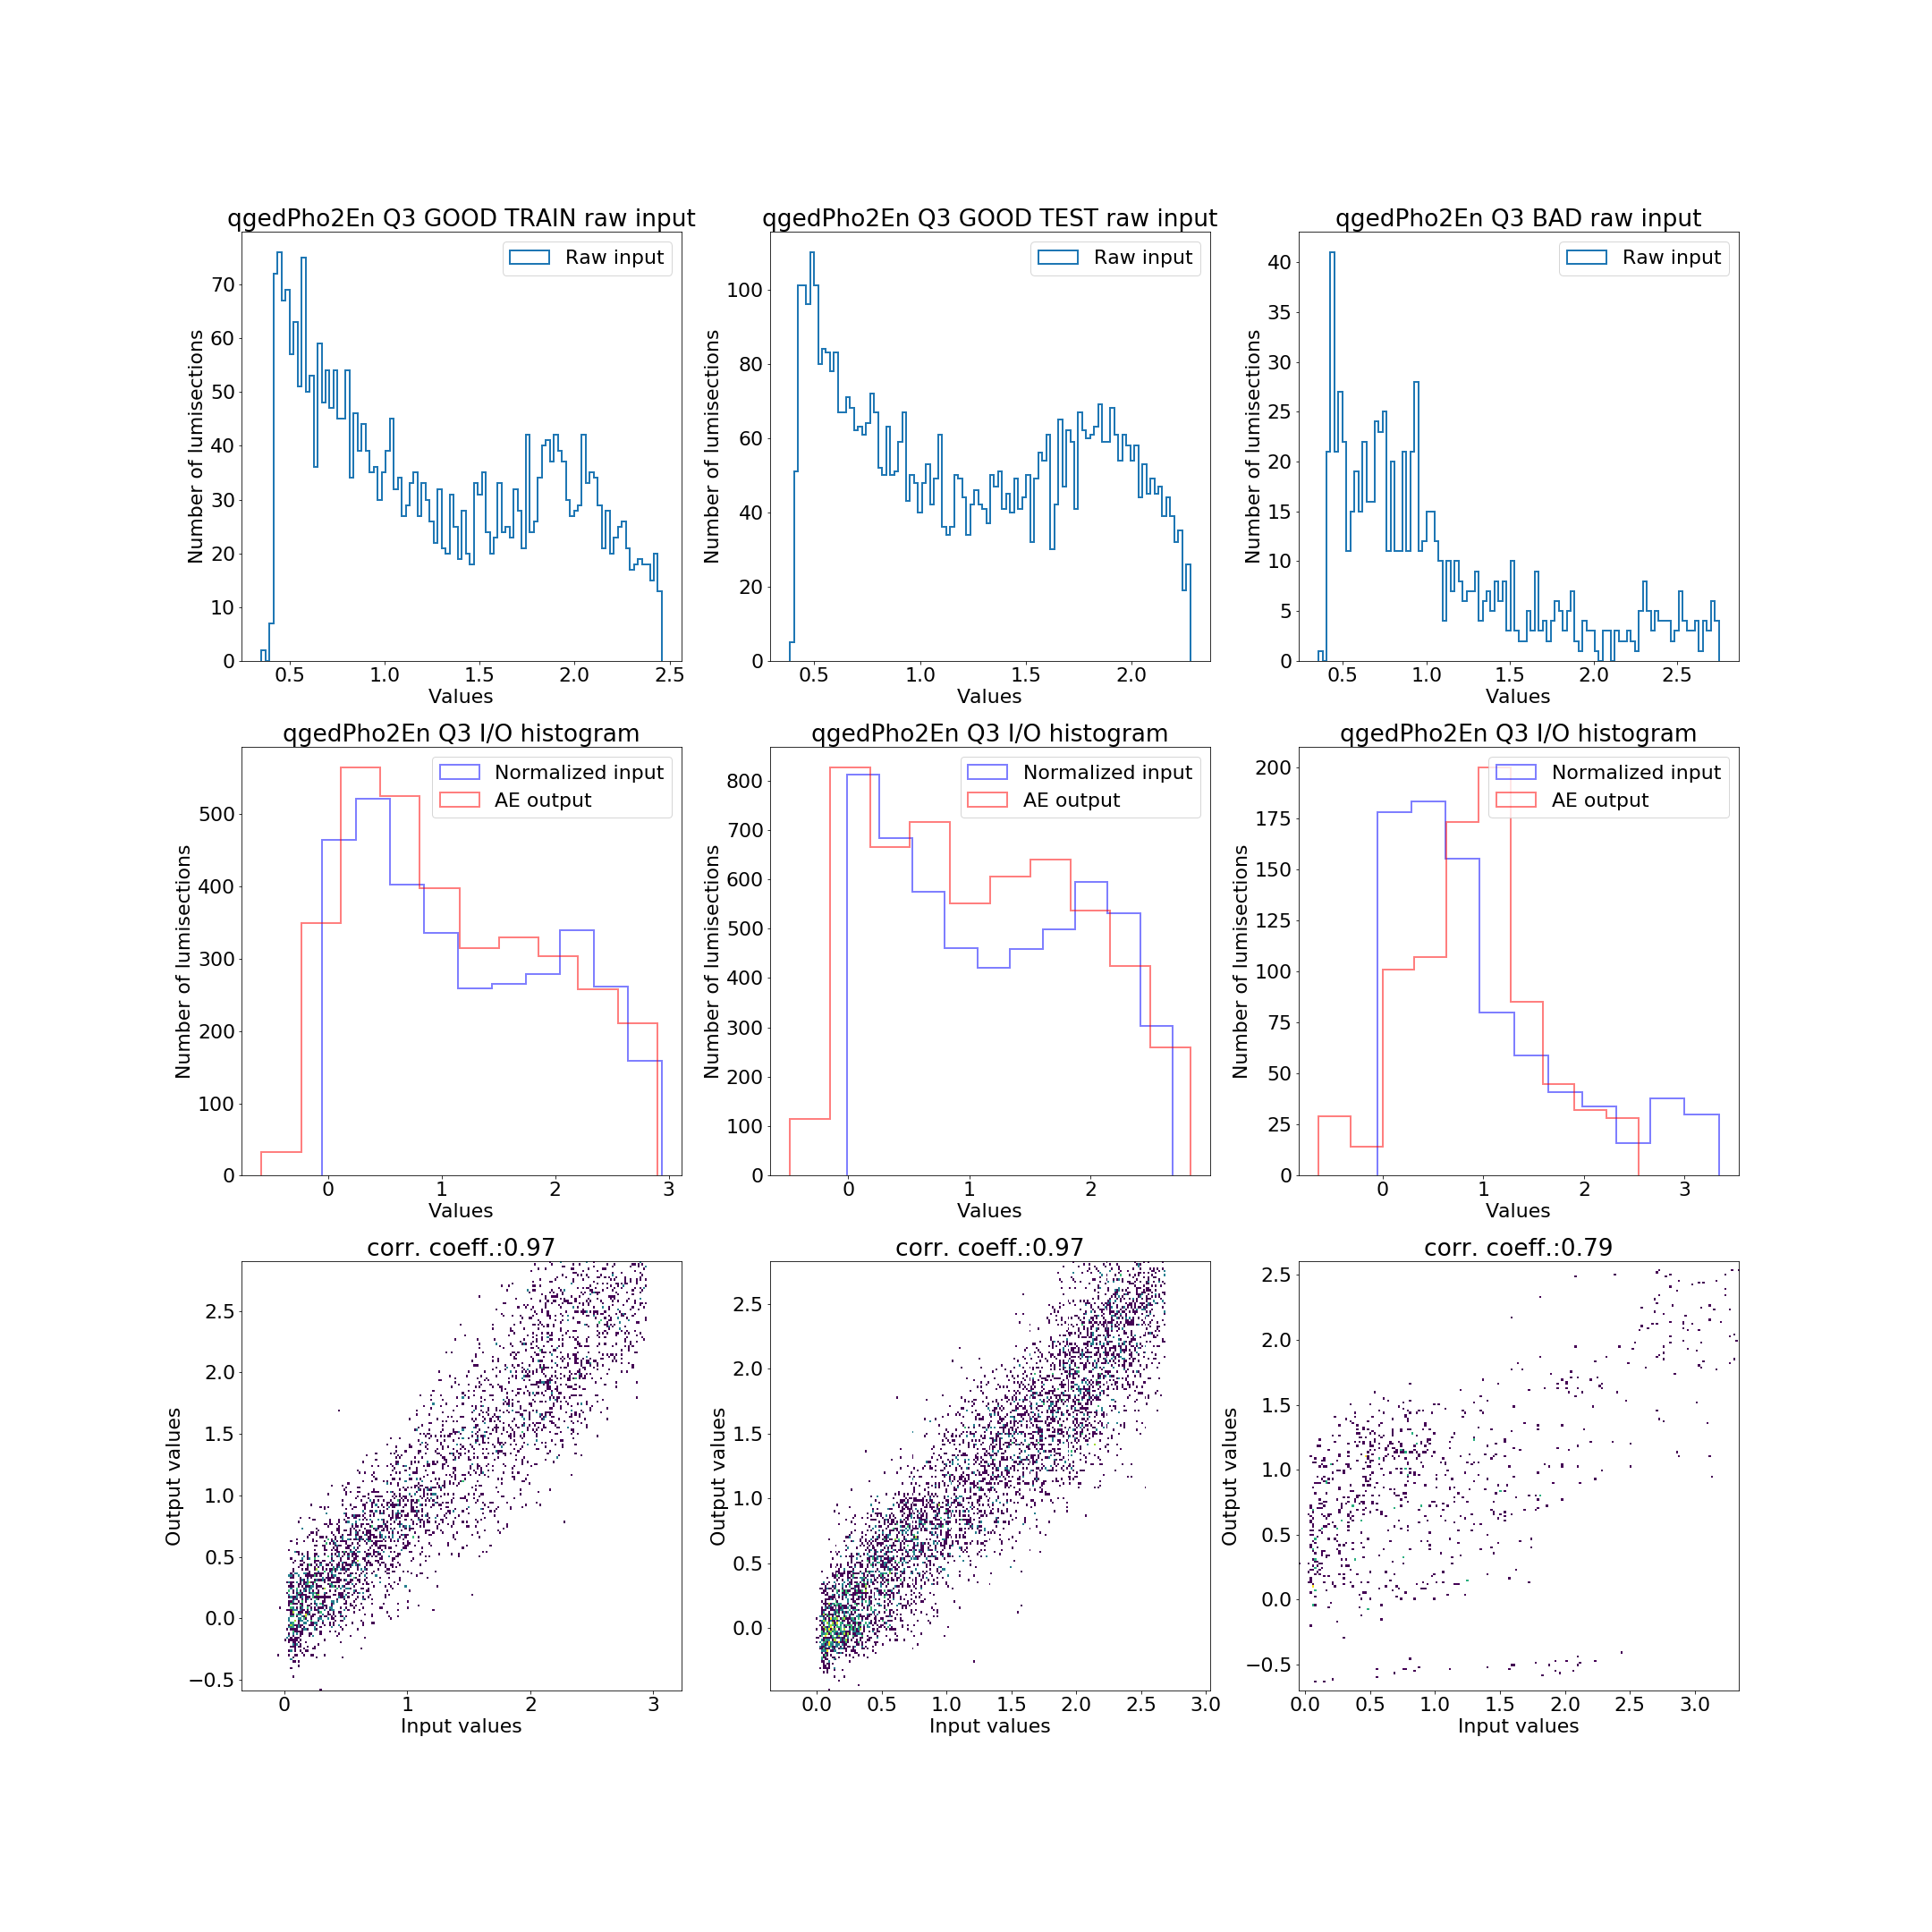 qgedPho2En Q3 GOOD TRAIN raw input
Raw input
70
60
50
40
30
20
10
0
Number of lumisections
0.5 1.0 1.5 2.0 2.5
Values
qgedPho2En Q3 GOOD TEST raw input
Raw input
100
80
60
40
20
0
Number of lumisections
0.5 1.0 1.5 2.0
Values
qgedPho2En Q3 BAD raw input
Raw input
40
35
30
25
20
15
10
5
0
Number of lumisections
0.5 1.0 1.5 2.0 2.5
Values
qgedPho2En Q3 I/O histogram
Normalized input
AE output
500
400
300
200
100
0
Number of lumisections
0 1 2 3
Values
qgedPho2En Q3 I/O histogram
Normalized input
AE output
800
700
600
500
400
300
200
100
0
Number of lumisections
0 1 2
Values
qgedPho2En Q3 I/O histogram
Normalized input
AE output
200
175
150
125
100
75
50
25
0
Number of lumisections
0 1 2 3
Values
corr. coeff.:0.97
2.5
2.0
1.5
1.0
0.5
0.0
−0.5
Output values
0 1 2 3
Input values
corr. coeff.:0.97
2.5
2.0
1.5
1.0
0.5
0.0
Output values
0.0 0.5 1.0 1.5 2.0 2.5 3.0
Input values
corr. coeff.:0.79
2.5
2.0
1.5
1.0
0.5
0.0
−0.5
Output values
0.0 0.5 1.0 1.5 2.0 2.5 3.0
Input values